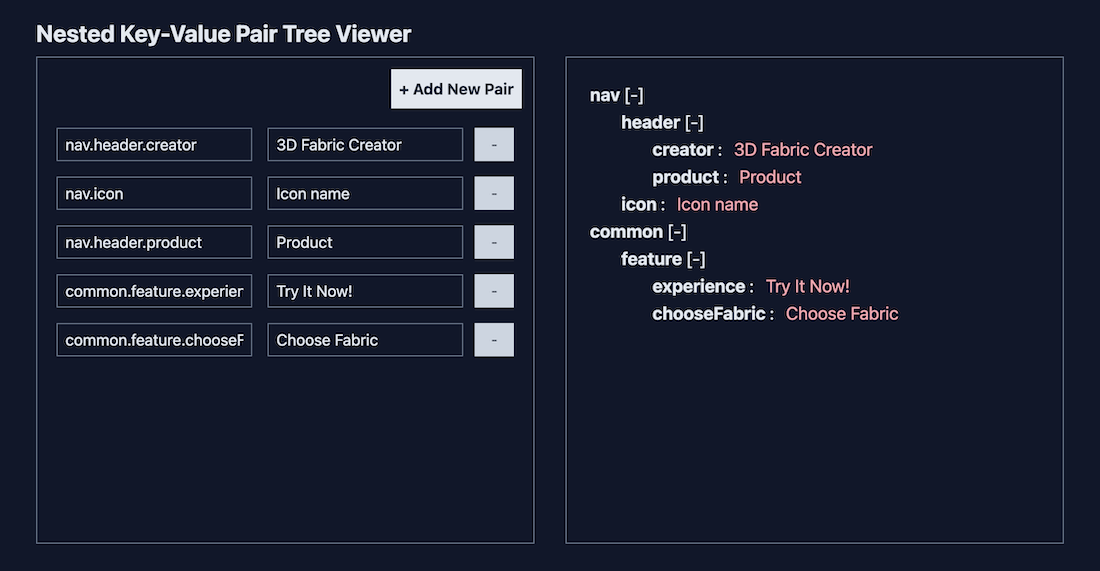 Nested Key-Value Pair Tree Viewer
+ Add New Pair
nav.header.creator 3D Fabric Creator -
nav.icon Icon name -
nav.header.product Product -
common.feature.experier Try It Now! -
common.feature.chooseF Choose Fabric -
nav [-]
header [-]
creator : 3D Fabric Creator
product : Product
icon : Icon name
common [-]
feature [-]
experience : Try It Now!
chooseFabric : Choose Fabric